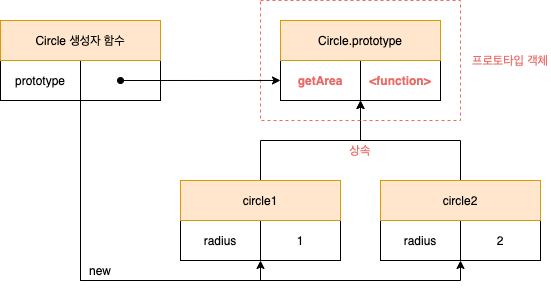 Circle 생성자 함수
prototype
Circle.prototype
getArea
<function>
프로토타입 객체
상속
circle1
radius
1
circle2
radius
2
new